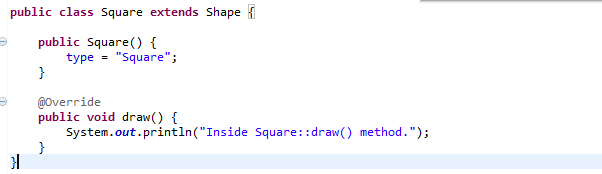 public class Square extends Shape {
public Square() {
type = "Square";
}
@Override
public void draw() {
System.out.println("Inside Square::draw() method.");
}
}